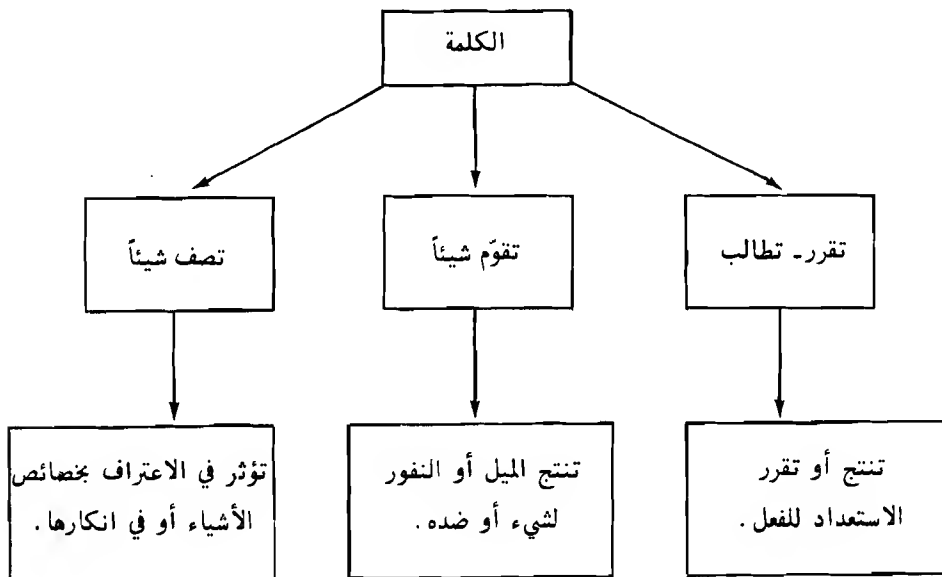 الكلمة
تقرر- تطالب
تقوّم شيئاً
تصف شيئاً
تنتج أو تقرر
الاستعداد للفعل .
تنتج الميل أو النفور
لشيء أو ضده .
تؤثر في الاعتراف بخصائص
الأشياء أو في انكارها .